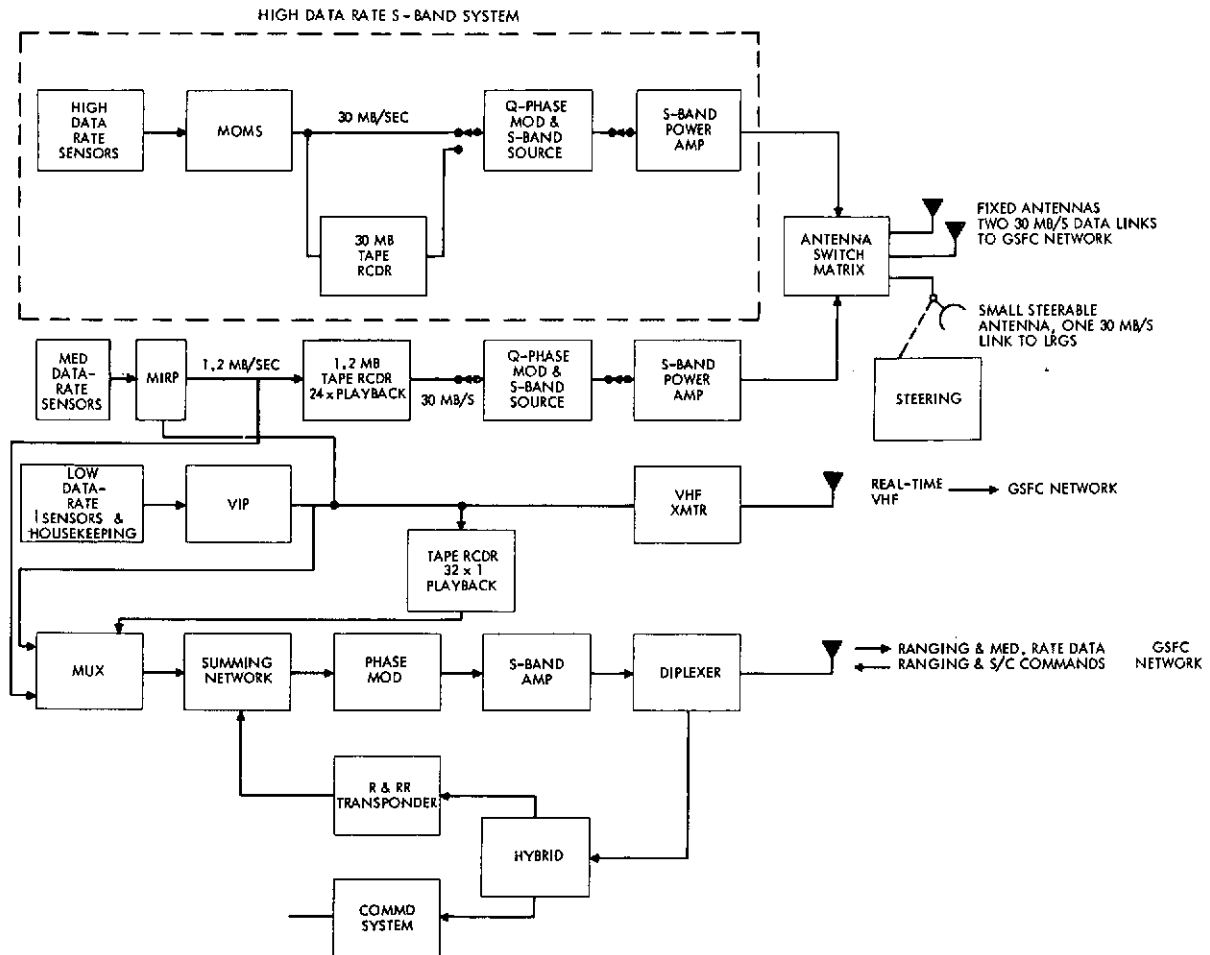 HIGH DATA RATE S-BAND SYSTEM
HIGH
DATA
RATE
SENSORS
MOMS
30 MB/SEC
30 MB
TAPE
RCDR
Q-PHASE
MOD &
S-BAND
SOURCE
S-BAND
POWER
AMP
ANTENNA
SWITCH
MATRIX
FIXED ANTENNAS
TWO 30 MB/S DATA LINKS
TO GSFC NETWORK
SMALL STEERABLE
ANTENNA, ONE 30 MB/S
LINK TO LRGS
STEERING
MED
DATA-
RATE
SENSORS
MIRP
1,2 MB/SEC
1,2 MB
TAPE RCDR
24 x PLAYBACK
30 MB/S
Q-PHASE
MOD &
S-BAND
SOURCE
S-BAND
POWER
AMP
LOW
DATA-
RATE
SENSORS &
HOUSEKEEPING
VIP
TAPE RCDR
32 x 1
PLAYBACK
VHF
XMTR
REAL-TIME
VHF
GSFC NETWORK
MUX
SUMMING
NETWORK
PHASE
MOD
S-BAND
AMP
DIPLEXER
RANGING & MED. RATE DATA
RANGING & S/C COMMANDS
GSFC
NETWORK
R & RR
TRANSPONDER
HYBRID
COMMD
SYSTEM